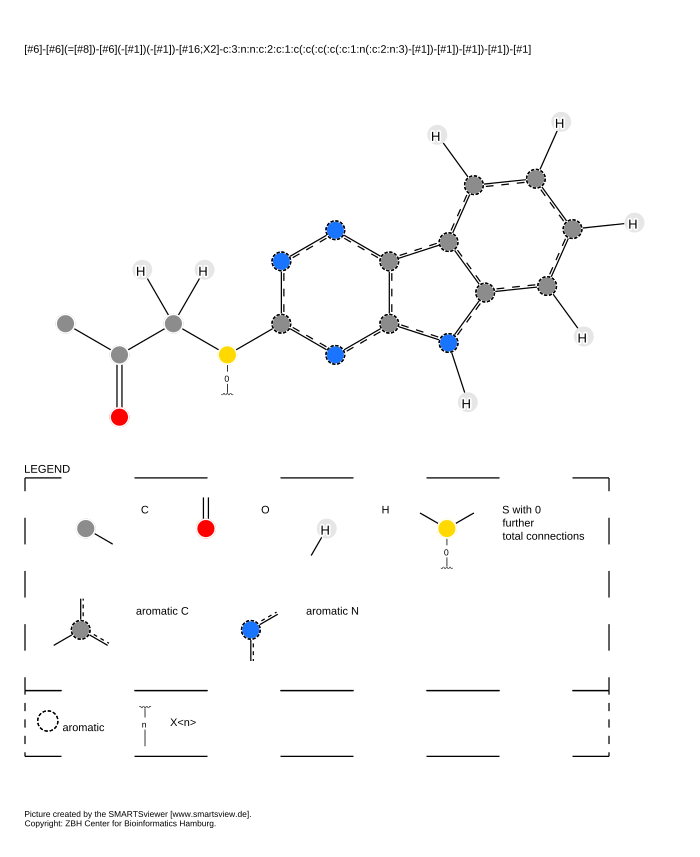 [#6]-[#6](=[#8])-[#6](-[#1])(-[#1])-[#16;X2]-c:3:n:n:c:2:c:1:c(:c(:c(:c(:c:1:n(:c:2:n:3)-[#1])-[#1])-[#1])-[#1])-[#1]
H
H
H
H
H
H
H
0
H
LEGEND
C
O
H
H
S with 0
further
total connections
0
aromatic C
aromatic N
aromatic
n
X<n>
Picture created by the SMARTSviewer [www.smartsview.de].
Copyright: ZBH Center for Bioinformatics Hamburg.